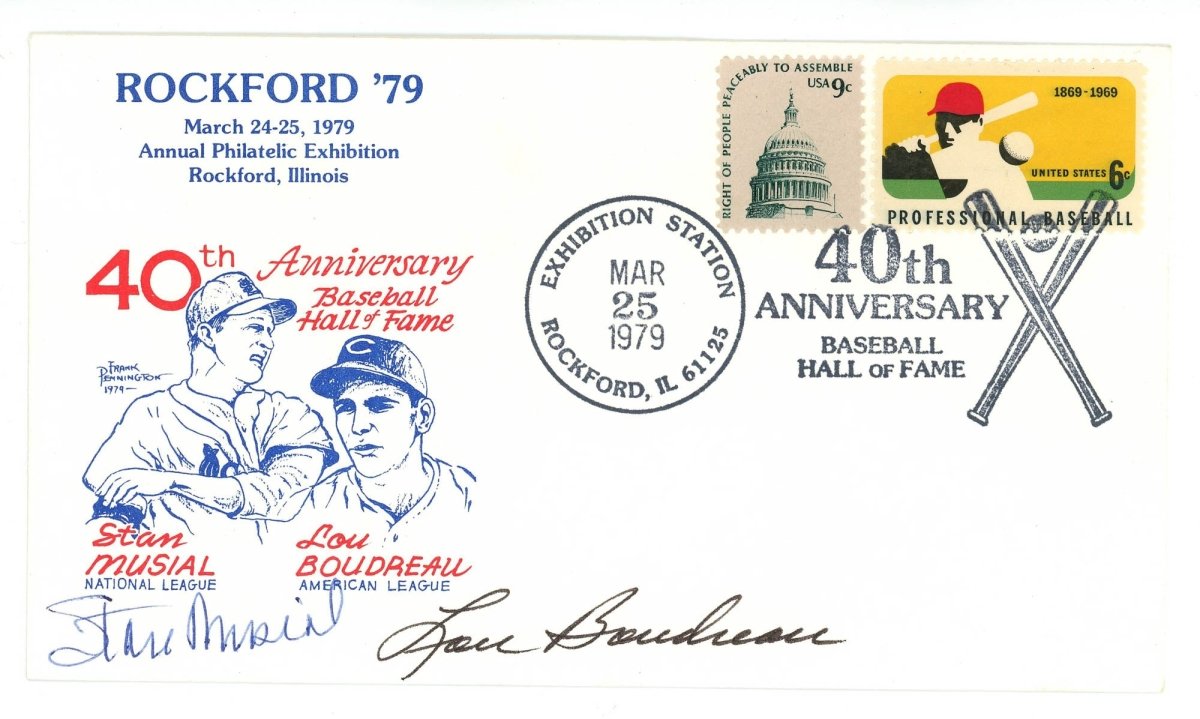 ROCKFORD '79
March 24-25, 1979
Annual Philatelic Exhibition
Rockford, Illinois
RIGHT OF PEOPLE PEACEABLY TO ASSEMBLE
USA 9c
1869-1969
UNITED STATES 6c
PROFESSIONAL BASEBALL
EXHIBITION STATION
MAR
25
1979
ROCKFORD, IL 61125
40th
ANNIVERSARY
BASEBALL
HALL OF FAME
40th Anniversary
Baseball
Hall of Fame
C
FRANK
PENNINGTON
1979-
Stan
MUSIAL
NATIONAL LEAGUE
Lou
BOUDREAU
AMERICAN LEAGUE
Stan Musial
Lou Boudreau